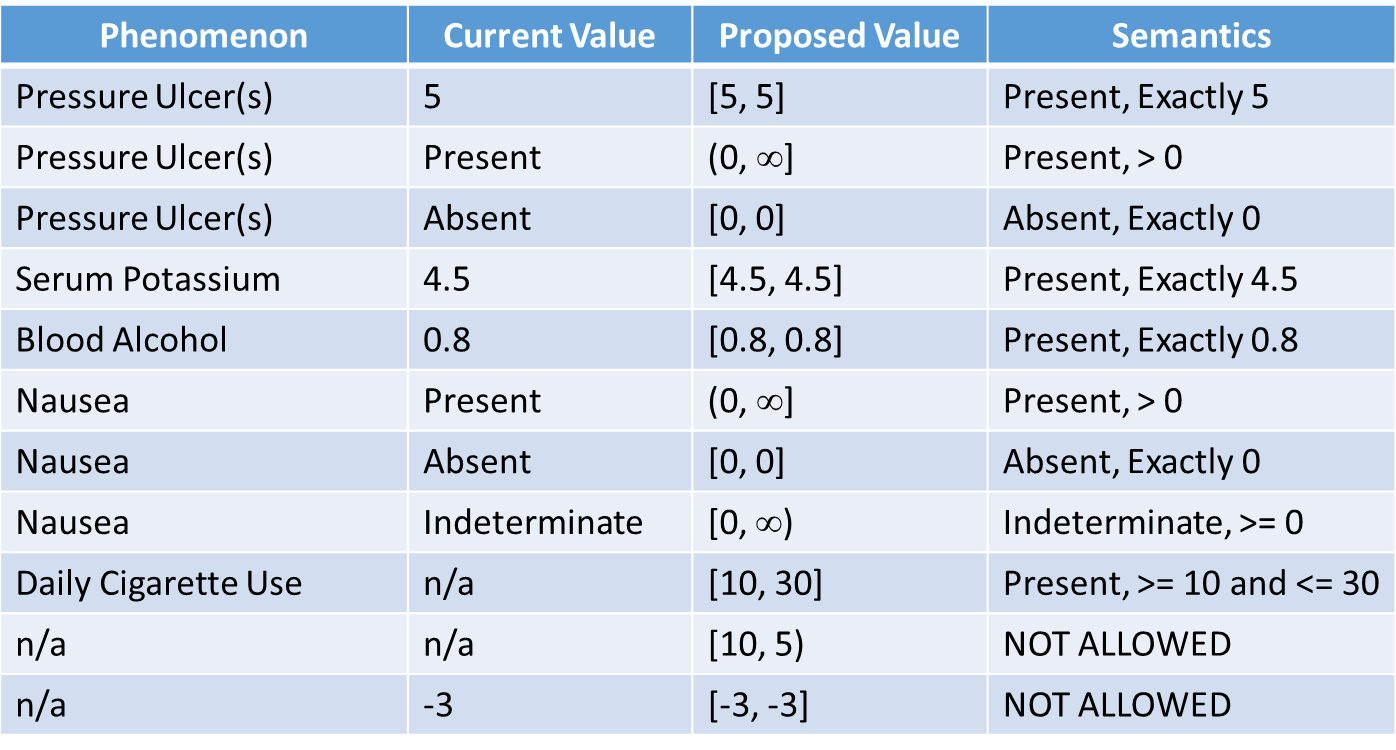 Phenomenon Current Value Proposed Value Semantics
Pressure Ulcer(s) 5 [5, 5] Present, Exactly 5
Pressure Ulcer(s) Present (0, ∞] Present, > 0
Pressure Ulcer(s) Absent [0, 0] Absent, Exactly 0
Serum Potassium 4.5 [4.5, 4.5] Present, Exactly 4.5
Blood Alcohol 0.8 [0.8, 0.8] Present, Exactly 0.8
Nausea Present (0, ∞] Present, > 0
Nausea Absent [0, 0] Absent, Exactly 0
Nausea Indeterminate [0, ∞) Indeterminate, >= 0
Daily Cigarette Use n/a [10, 30] Present, >= 10 and <= 30
n/a n/a [10, 5) NOT ALLOWED
n/a -3 [-3, -3] NOT ALLOWED